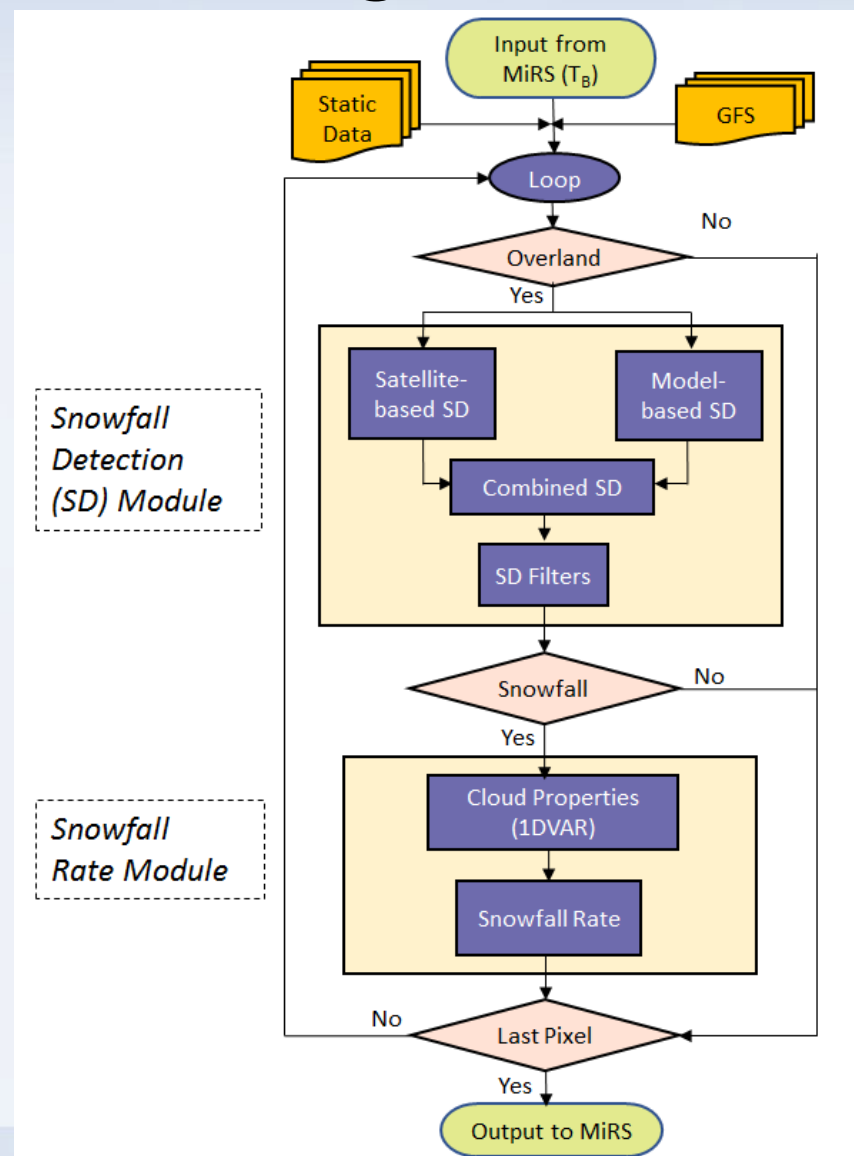 Input from
MiRS (T_B)
Static
Data
GFS
Loop
No
Overland
Yes
Satellite-
based SD
Model-
based SD
Snowfall
Detection
(SD) Module
Combined SD
SD Filters
Snowfall
No
Yes
Cloud Properties
(1DVAR)
Snowfall
Rate Module
Snowfall Rate
No
Last Pixel
Yes
Output to MiRS